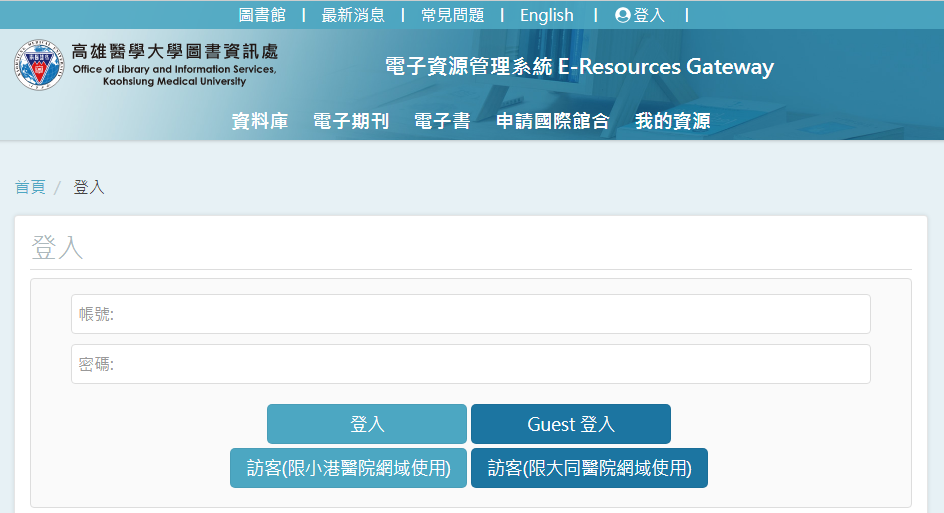 圖書館 | 最新消息 | 常見問題 | English | 登入 |
高雄醫學大學圖書資訊處
Office of Library and Information Services,
Kaohsiung Medical University
電子資源管理系統 E-Resources Gateway
資料庫 電子期刊 電子書 申請國際館合 我的資源
首頁 / 登入
登入
帳號:
密碼:
登入 Guest 登入
訪客(限小港醫院網域使用) 訪客(限大同醫院網域使用)